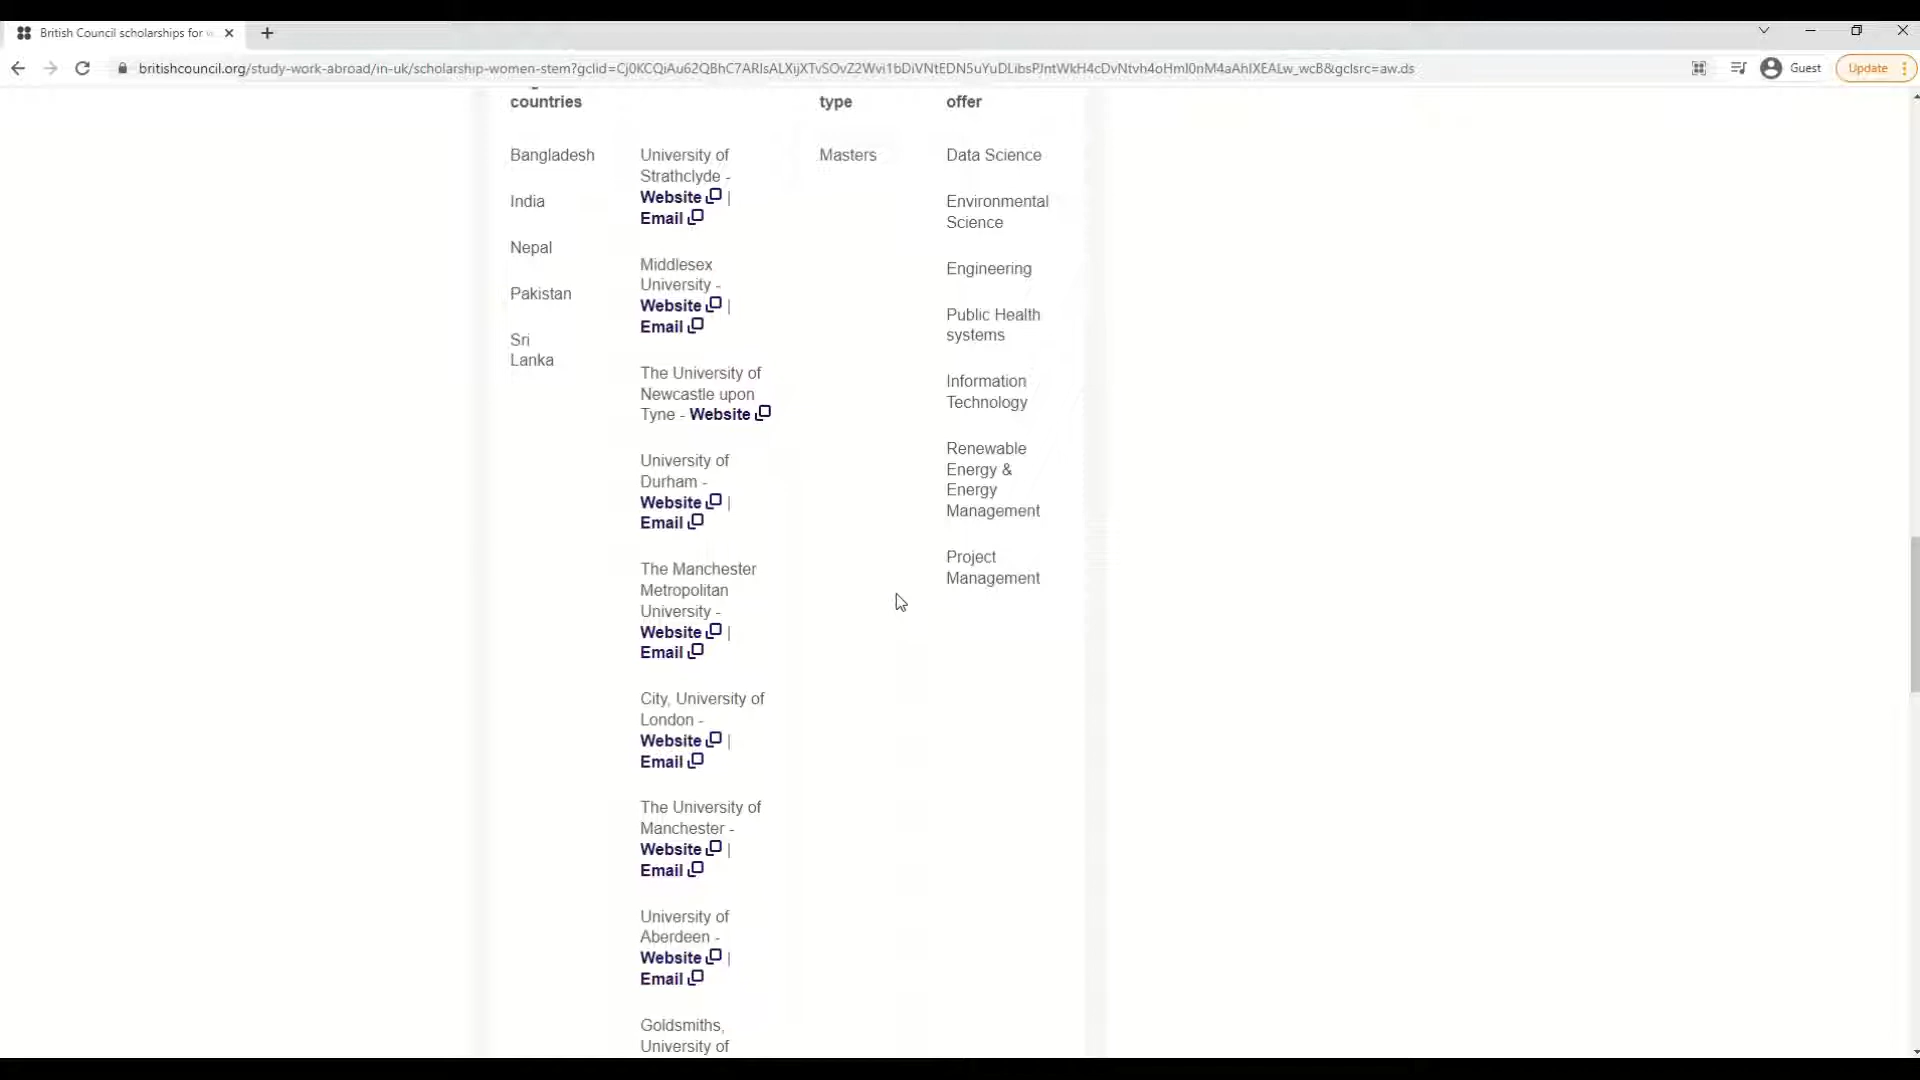 British Council scholarships for
britishcouncil.org/study-work-abroad/in-uk/scholarship-women-stem?gclid=Cj0KCQiAu62QBhC7ARIsALXijXTvSOvZ2Wvi1bDiVNtEDN5uYuDLibsPJntWkH4cDvNtvh4oHmI0nM4aAhIXEALw_wcB&gclsrc=aw.ds
Guest
Update
countries
type
offer
Bangladesh
India
Nepal
Pakistan
Sri
Lanka
University of
Strathclyde -
Website |
Email
Middlesex
University -
Website |
Email
The University of
Newcastle upon
Tyne - Website
University of
Durham -
Website |
Email
The Manchester
Metropolitan
University -
Website |
Email
City, University of
London -
Website |
Email
The University of
Manchester -
Website |
Email
University of
Aberdeen -
Website |
Email
Goldsmiths,
University of
Masters
Data Science
Environmental
Science
Engineering
Public Health
systems
Information
Technology
Renewable
Energy &
Energy
Management
Project
Management